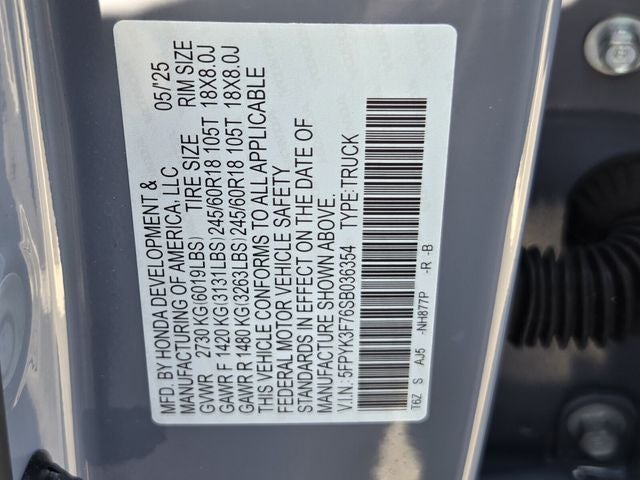 MFD. BY HONDA DEVELOPMENT & 05/25
MANUFACTURING OF AMERICA, LLC
GVWR 2730 KG(6019LBS) TIRE SIZE RIM SIZE
GAWR F 1420 KG(3131LBS) 245/60R18 105T 18X8.0J
GAWR R 1480 KG(3263LBS) 245/60R18 105T 18X8.0J
THIS VEHICLE CONFORMS TO ALL APPLICABLE
FEDERAL MOTOR VEHICLE SAFETY
STANDARDS IN EFFECT ON THE DATE OF
MANUFACTURE SHOWN ABOVE.
V.I.N.: 5FPYK3F76SB036354 TYPE: TRUCK
T6Z S AJ5 -NH877P -R -B